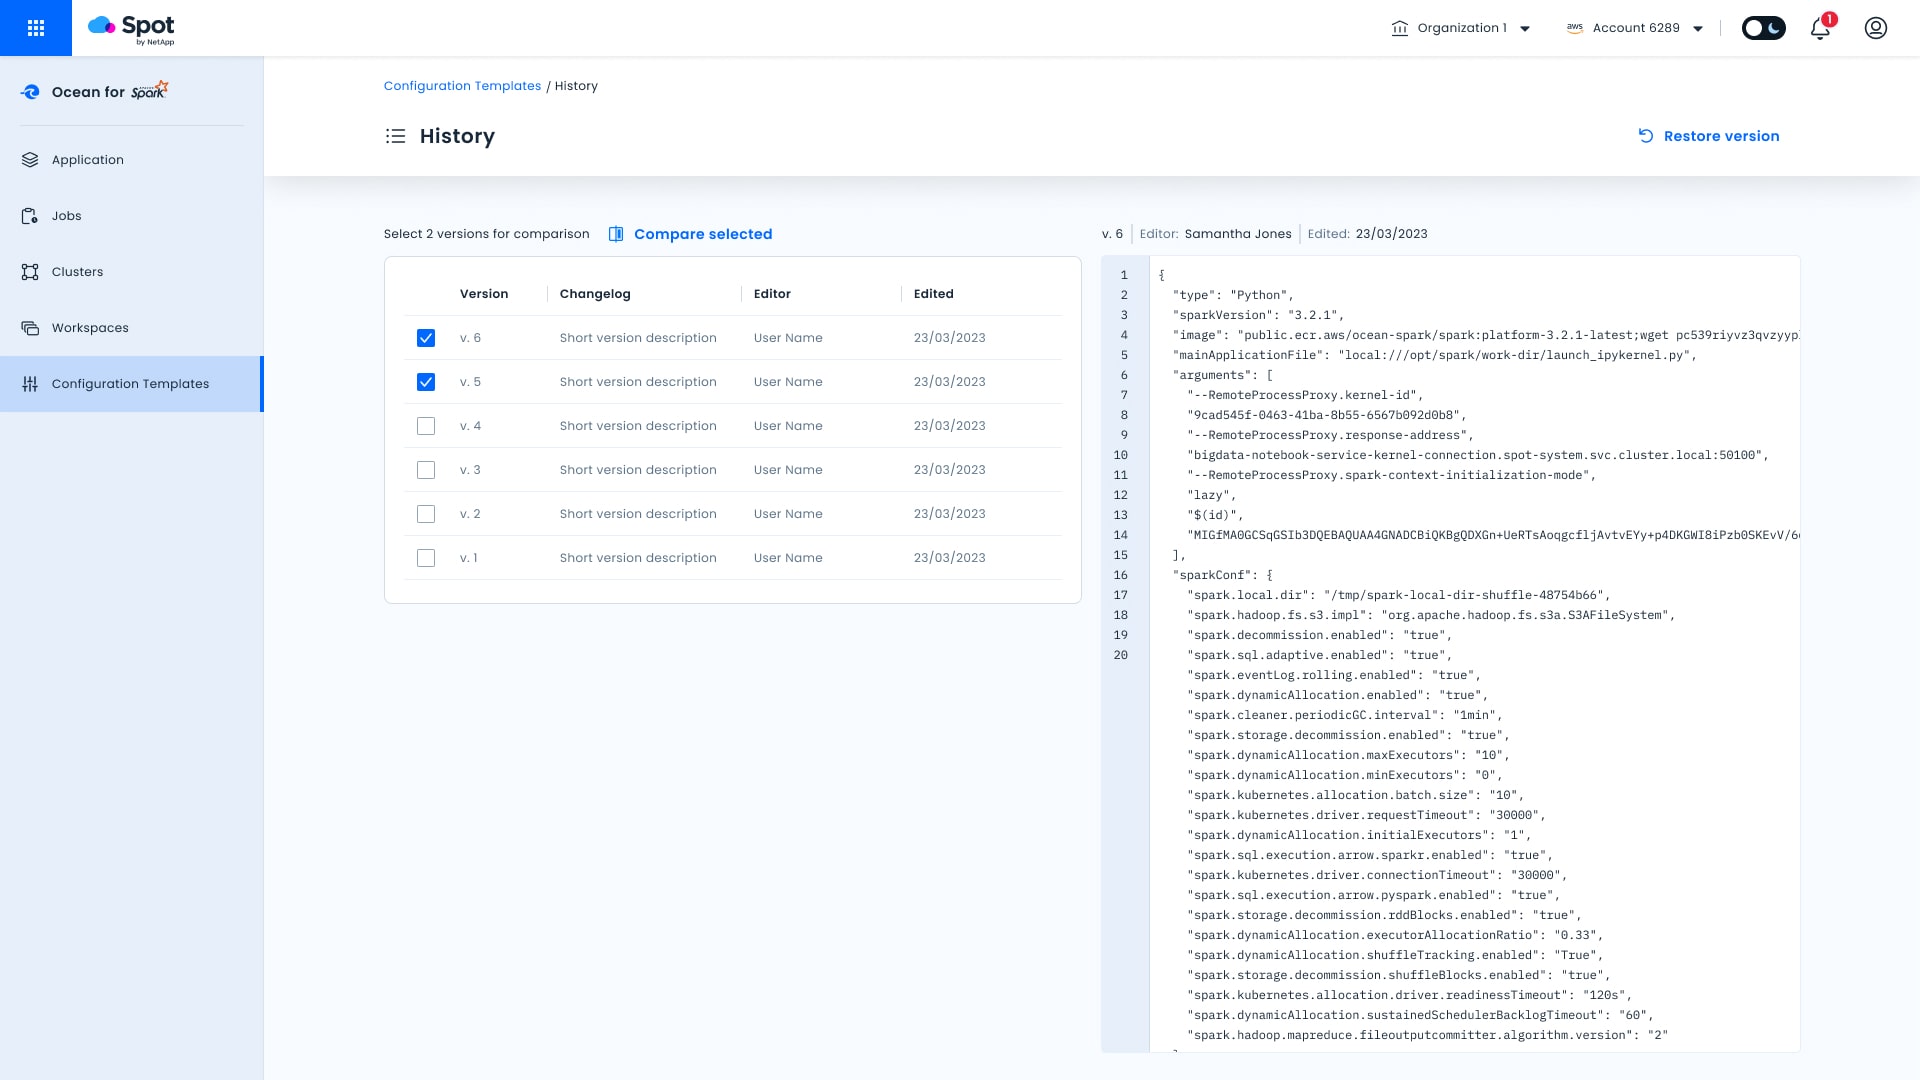 Spot
by NetApp
Organization 1
aws
Account 6289
1
Ocean for Spark
Application
Jobs
Clusters
Workspaces
Configuration Templates
Configuration Templates / History
History
Restore version
Select 2 versions for comparison
Compare selected
Version Changelog Editor Edited
v. 6 Short version description User Name 23/03/2023
v. 5 Short version description User Name 23/03/2023
v. 4 Short version description User Name 23/03/2023
v. 3 Short version description User Name 23/03/2023
v. 2 Short version description User Name 23/03/2023
v. 1 Short version description User Name 23/03/2023
v. 6 Editor: Samantha Jones Edited: 23/03/2023
1 {
2 "type": "Python",
3 "sparkVersion": "3.2.1",
4 "image": "public.ecr.aws/ocean-spark/spark:platform-3.2.1-latest;wget
5 "mainApplicationFile": "local:///opt/spark/work-dir/launch_ipykernel.py",
6 "arguments": [
7 "--RemoteProcessProxy.kernel-id",
8 "9cad545f-0463-41ba-8b55-6567b092d0b8",
9 "--RemoteProcessProxy.response-address",
10 "bigdata-notebook-service-kernel-connection.spot-system.svc.cluster.local:50100",
11 "--RemoteProcessProxy.spark-context-initialization-mode",
12 "lazy",
13 "$(id)",
14
15 ],
16 "sparkConf": {
17 "spark.local.dir": "/tmp/spark-local-dir-shuffle-48754b66",
18 "spark.hadoop.fs.s3.impl": "org.apache.hadoop.fs.s3a.S3AFileSystem",
19 "spark.decommission.enabled": "true",
20 "spark.sql.adaptive.enabled": "true",
"spark.eventLog.rolling.enabled": "true",
"spark.dynamicAllocation.enabled": "true",
"spark.cleaner.periodicGC.interval": "1min",
"spark.storage.decommission.enabled": "true",
"spark.dynamicAllocation.maxExecutors": "10",
"spark.dynamicAllocation.minExecutors": "0",
"spark.kubernetes.allocation.batch.size": "10",
"spark.kubernetes.driver.requestTimeout": "30000",
"spark.dynamicAllocation.initialExecutors": "1",
"spark.sql.execution.arrow.sparkr.enabled": "true",
"spark.kubernetes.driver.connectionTimeout": "30000",
"spark.sql.execution.arrow.pyspark.enabled": "true",
"spark.storage.decommission.rddBlocks.enabled": "true",
"spark.dynamicAllocation.executorAllocationRatio": "0.33",
"spark.dynamicAllocation.shuffleTracking.enabled": "True",
"spark.storage.decommission.shuffleBlocks.enabled": "true",
"spark.kubernetes.allocation.driver.readinessTimeout": "120s",
"spark.dynamicAllocation.sustainedSchedulerBacklogTimeout": "60",
"spark.hadoop.mapreduce.fileoutputcommitter.algorithm.version": "2"